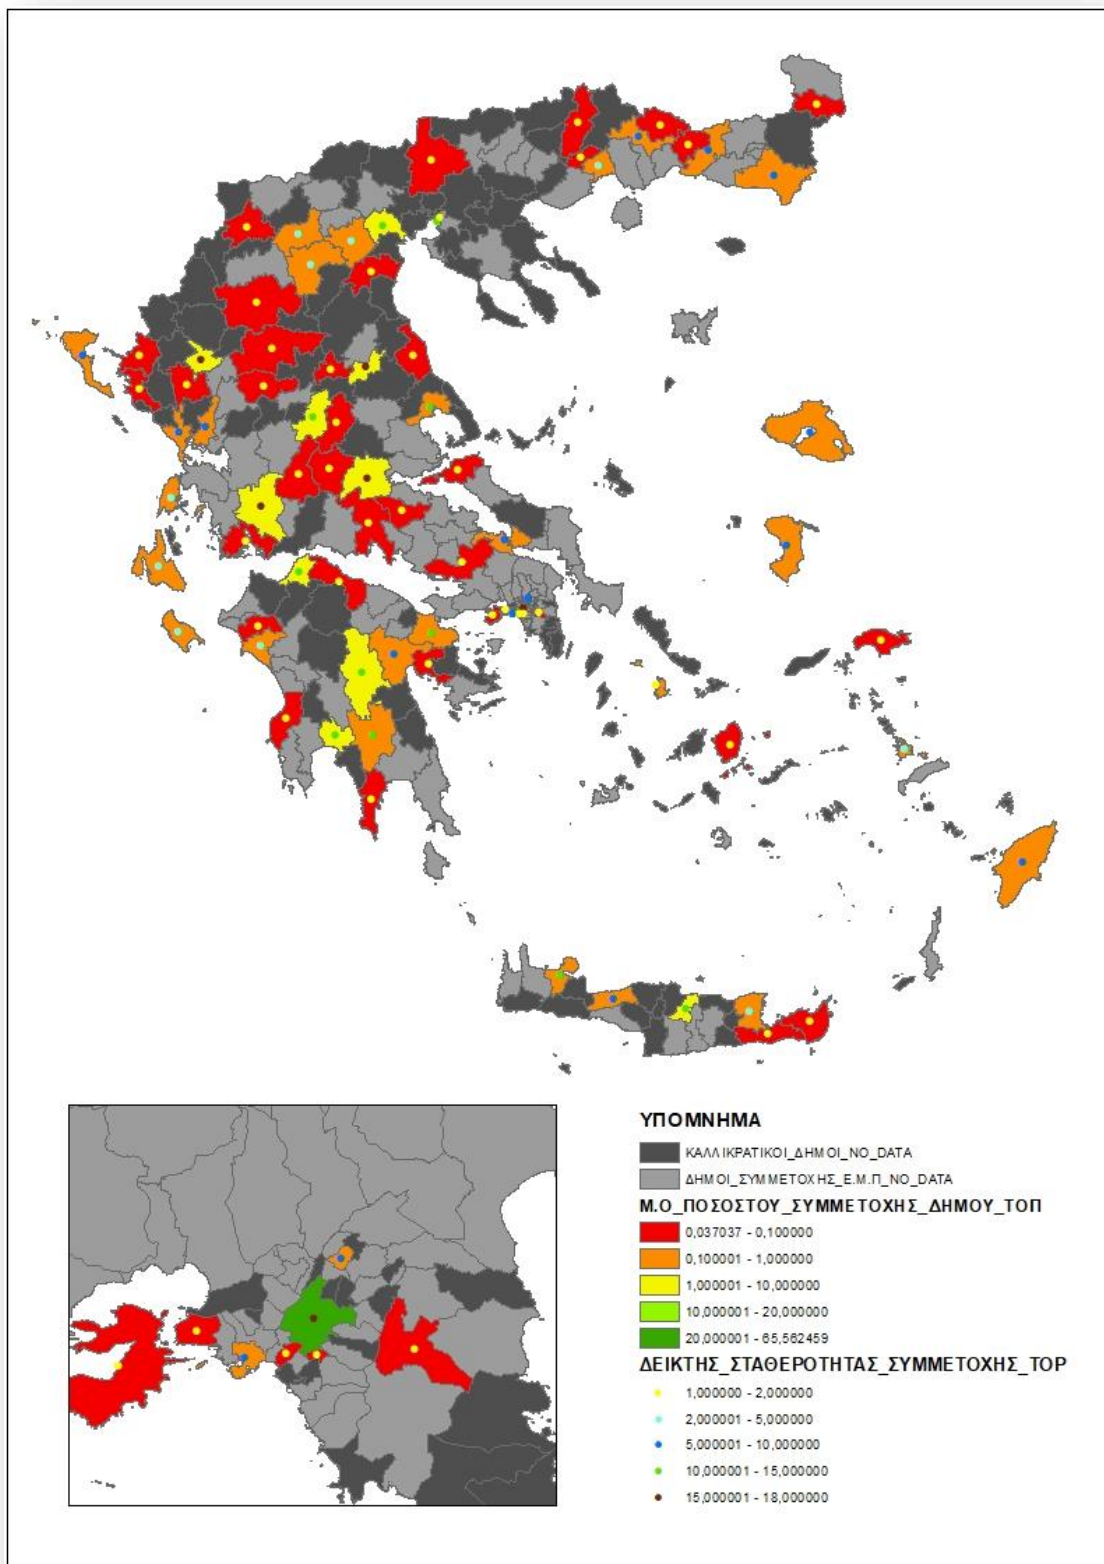 ΥΠΟΜΝΗΜΑ
ΚΑΛΛΙΚΡΑΤΙΚΟΙ_ΔΗΜΟΙ_NO_DATA
ΔΗΜΟΙ_ΣΥΜΜΕΤΟΧΗΣ_Ε.Μ.Π_NO_DATA
Μ.Ο_ΠΟΣΟΣΤΟΥ_ΣΥΜΜΕΤΟΧΗΣ_ΔΗΜΟΥ_ΤΟΠ
0,037037 - 0,100000
0,100001 - 1,000000
1,000001 - 10,000000
10,000001 - 20,000000
20,000001 - 65,562459
ΔΕΙΚΤΗΣ_ΣΤΑΘΕΡΟΤΗΤΑΣ_ΣΥΜΜΕΤΟΧΗΣ_ΤΟΡ
1,000000 - 2,000000
2,000001 - 5,000000
5,000001 - 10,000000
10,000001 - 15,000000
15,000001 - 18,000000